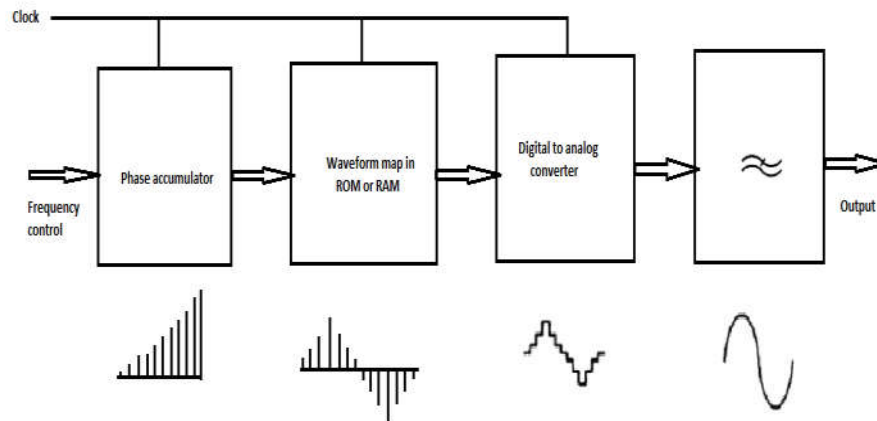 Clock
Phase accumulator
Waveform map in
ROM or RAM
Digital to analog
converter
Frequency
control
Output